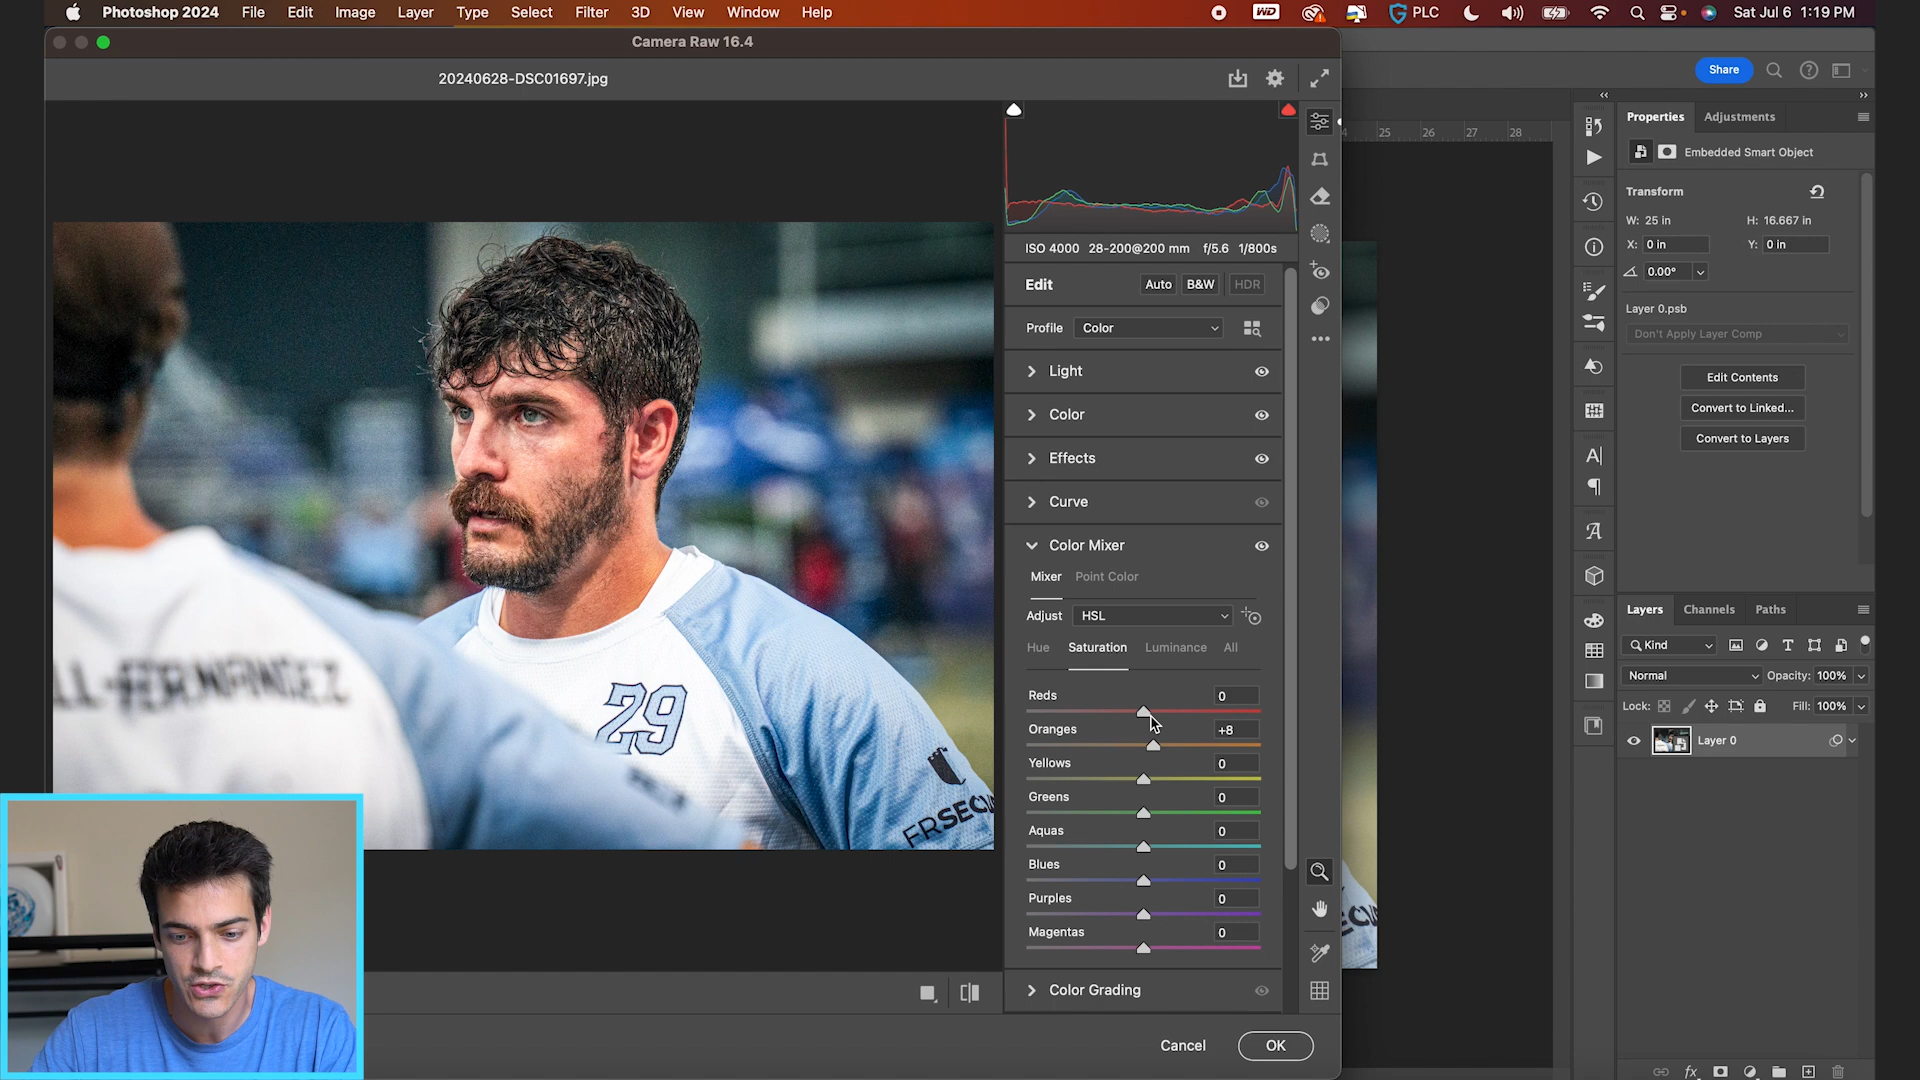 Photoshop 2024 File Edit Image Layer Type Select Filter 3D View Window Help WD PLC Sat Jul 6 1:19 PM
Camera Raw 16.4
20240628-DSC01697.jpg
Share
25 26 27 28
Properties Adjustments
Embedded Smart Object
Transform
W: 25 in H: 16.667 in
X: 0 in Y: 0 in
0.00°
Layer 0.psb
Don't Apply Layer Comp
Edit Contents
Convert to Linked...
Convert to Layers
ISO 4000 28-200@200 mm f/5.6 1/800s
Edit Auto B&W HDR
Profile Color
Light
Color
Effects
Curve
Color Mixer
Mixer Point Color
Adjust HSL
Hue Saturation Luminance All
Reds 0
Oranges +8
Yellows 0
Greens 0
Aquas 0
Blues 0
Purples 0
Magentas 0
Color Grading
Cancel OK
Layers Channels Paths
Kind
Normal Opacity: 100%
Lock: Fill: 100%
Layer 0
LL-FERNANDEZ
29
FRSECU